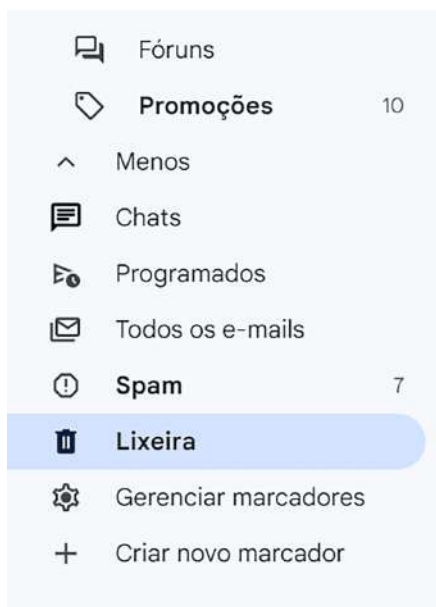 Fóruns
Promoções 10
Menos
Chats
Programados
Todos os e-mails
Spam 7
Lixeira
Gerenciar marcadores
Criar novo marcador